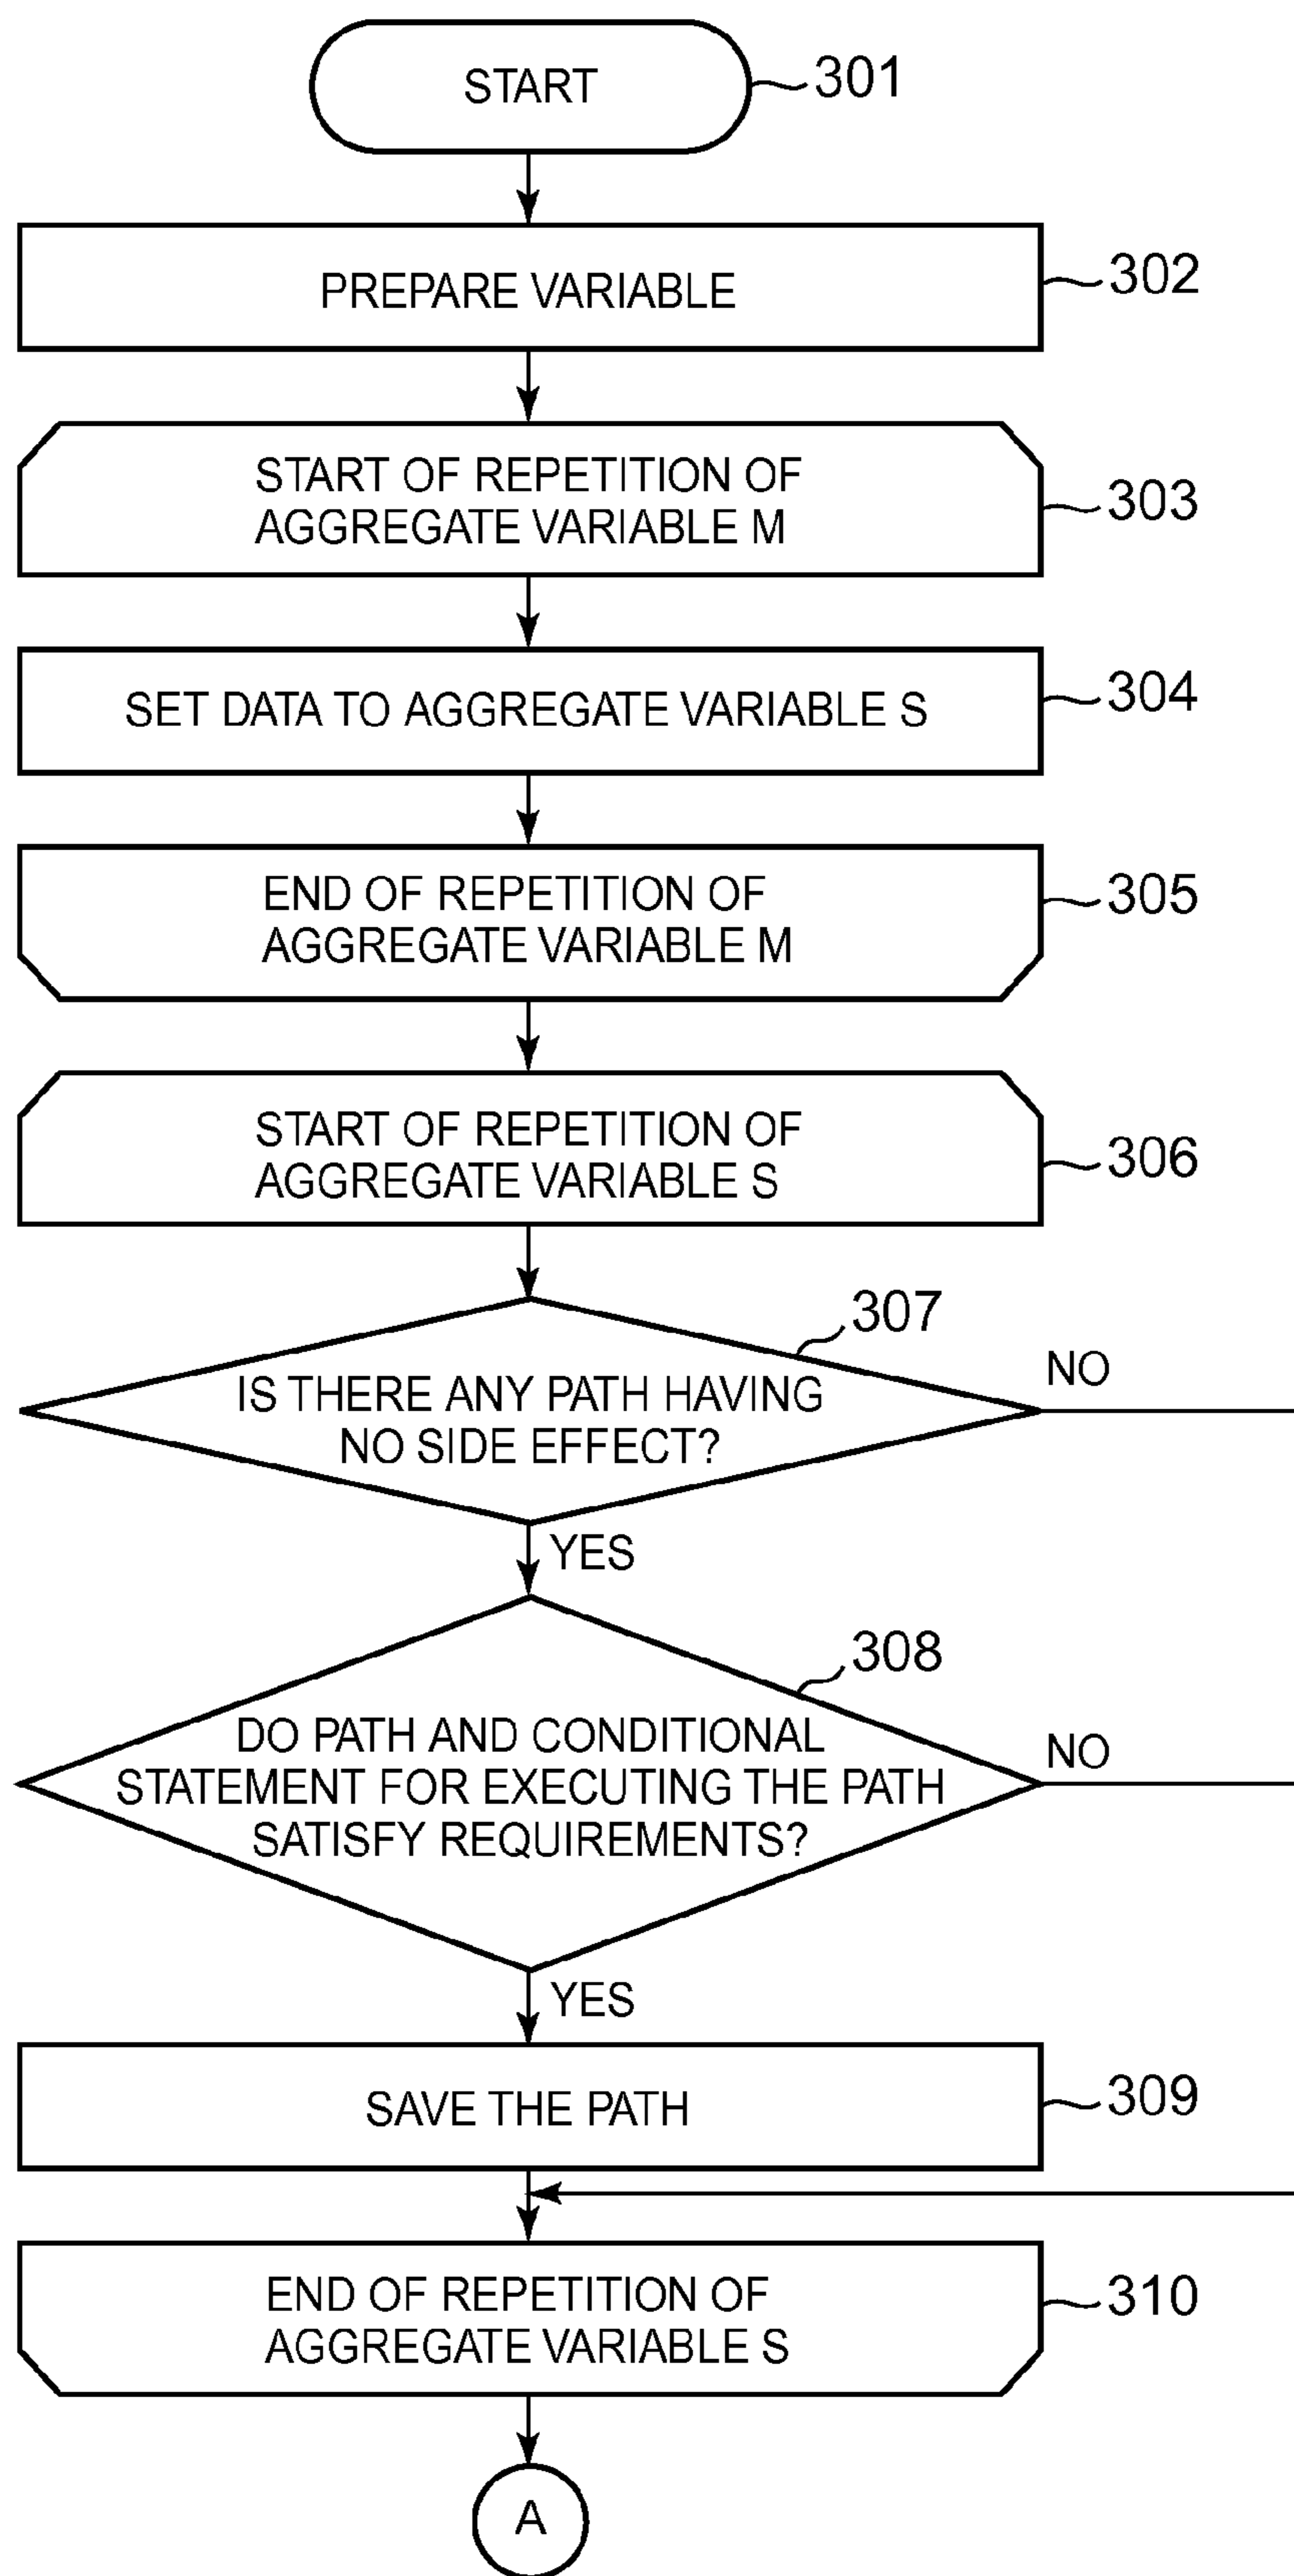 START
301
PREPARE VARIABLE
302
START OF REPETITION OF
AGGREGATE VARIABLE M
303
SET DATA TO AGGREGATE VARIABLE S
304
END OF REPETITION OF
AGGREGATE VARIABLE M
305
START OF REPETITION OF
AGGREGATE VARIABLE S
306
307
IS THERE ANY PATH HAVING
NO SIDE EFFECT?
NO
YES
308
DO PATH AND CONDITIONAL
STATEMENT FOR EXECUTING THE PATH
SATISFY REQUIREMENTS?
NO
YES
SAVE THE PATH
309
END OF REPETITION OF
AGGREGATE VARIABLE S
310
A